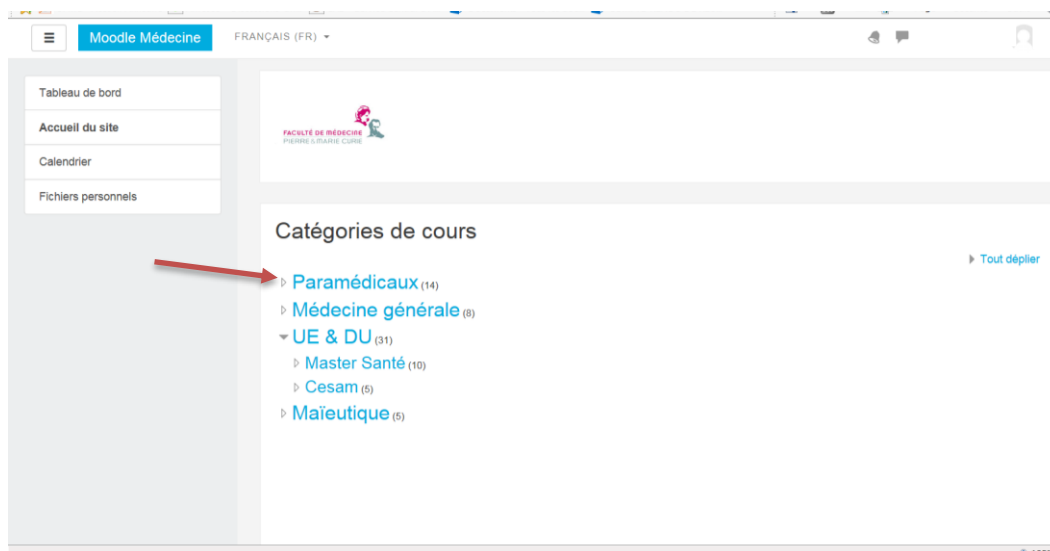 Moodle Médecine FRANÇAIS (FR)
Tableau de bord
Accueil du site
Calendrier
Fichiers personnels
FACULTÉ DE MÉDECINE
PIERRE & MARIE CURIE
Catégories de cours
Tout déplier
Paramédicaux (14)
Médecine générale (8)
UE & DU (31)
Master Santé (10)
Cesam (5)
Maïeutique (5)